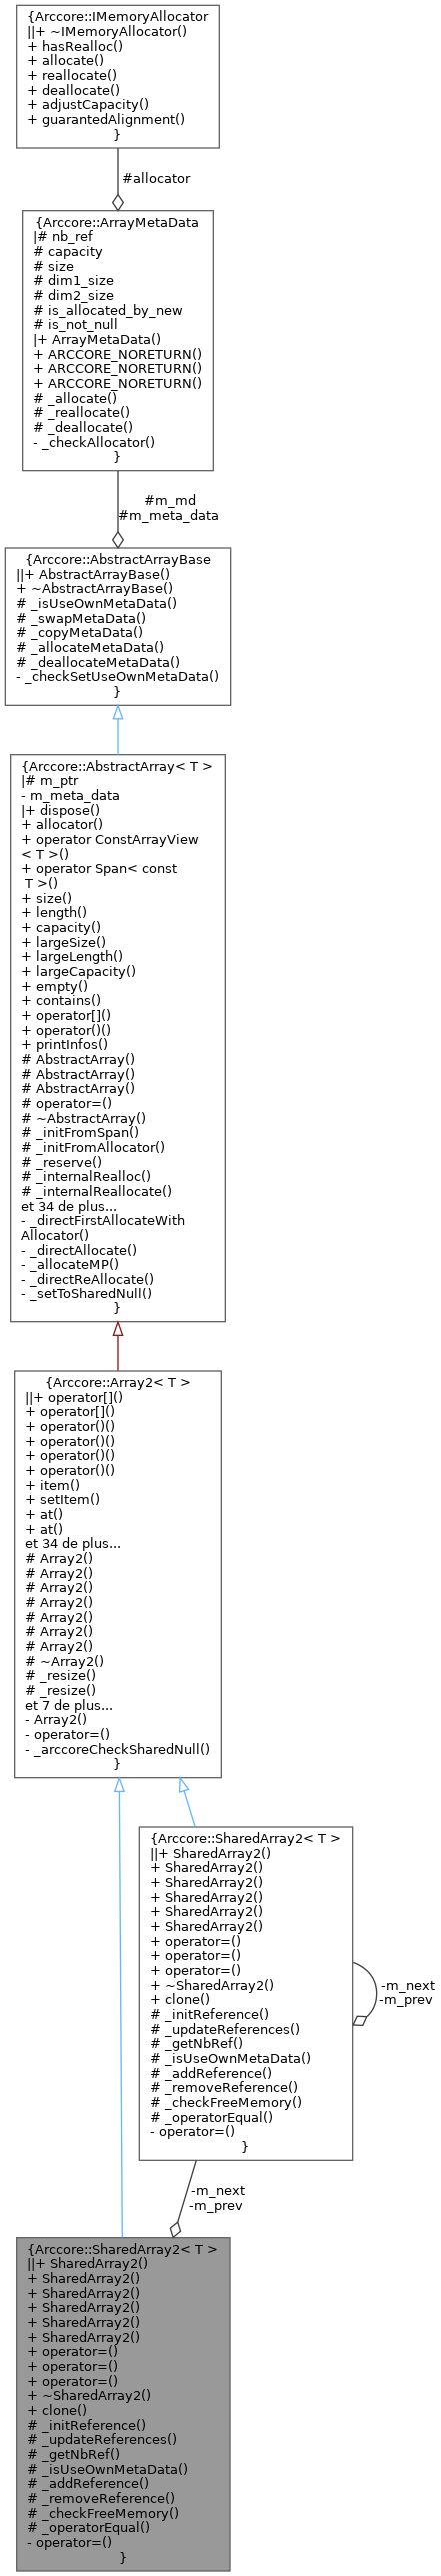 {Arccore::IMemoryAllocator
||+ ~IMemoryAllocator()
+ hasRealloc()
+ allocate()
+ reallocate()
+ deallocate()
+ adjustCapacity()
+ guarantedAlignment()
}
#allocator
{Arccore::ArrayMetaData
|# nb_ref
# capacity
# size
# dim1_size
# dim2_size
# is_allocated_by_new
# is_not_null
|+ ArrayMetaData()
+ ARCCORE_NORETURN()
+ ARCCORE_NORETURN()
+ ARCCORE_NORETURN()
# _allocate()
# _reallocate()
# _deallocate()
- _checkAllocator()
}
#m_md
#m_meta_data
{Arccore::AbstractArrayBase
||+ AbstractArrayBase()
+ ~AbstractArrayBase()
# _isUseOwnMetaData()
# _swapMetaData()
# _copyMetaData()
# _allocateMetaData()
# _deallocateMetaData()
- _checkSetUseOwnMetaData()
}
{Arccore::AbstractArray< T >
|# m_ptr
- m_meta_data
|+ dispose()
+ allocator()
+ operator ConstArrayView
< T >()
+ operator Span< const
T >()
+ size()
+ length()
+ capacity()
+ largeSize()
+ largeLength()
+ largeCapacity()
+ empty()
+ contains()
+ operator[]()
+ operator()()
+ printInfos()
# AbstractArray()
# AbstractArray()
# AbstractArray()
# operator=()
# ~AbstractArray()
# _initFromSpan()
# _initFromAllocator()
# _reserve()
# _internalRealloc()
# _internalReallocate()
et 34 de plus...
- _directFirstAllocateWith
Allocator()
- _directAllocate()
- _allocateMP()
- _directReAllocate()
- _setToSharedNull()
}
{Arccore::Array2< T >
||+ operator[]()
+ operator[]()
+ operator()()
+ operator()()
+ operator()()
+ operator()()
+ item()
+ setItem()
+ at()
+ at()
et 34 de plus...
# Array2()
# Array2()
# Array2()
# Array2()
# Array2()
# Array2()
# Array2()
# ~Array2()
# _resize()
# _resize()
et 7 de plus...
- Array2()
- operator=()
- _arccoreCheckSharedNull()
}
{Arccore::SharedArray2< T >
||+ SharedArray2()
+ SharedArray2()
+ SharedArray2()
+ SharedArray2()
+ SharedArray2()
+ SharedArray2()
+ operator=()
+ operator=()
+ operator=()
+ ~SharedArray2()
+ clone()
# _initReference()
# _updateReferences()
# _getNbRef()
# _isUseOwnMetaData()
# _addReference()
# _removeReference()
# _checkFreeMemory()
# _operatorEqual()
- operator=()
}
-m_next
-m_prev
-m_next
-m_prev
{Arccore::SharedArray2< T >
||+ SharedArray2()
+ SharedArray2()
+ SharedArray2()
+ SharedArray2()
+ SharedArray2()
+ SharedArray2()
+ operator=()
+ operator=()
+ operator=()
+ ~SharedArray2()
+ clone()
# _initReference()
# _updateReferences()
# _getNbRef()
# _isUseOwnMetaData()
# _addReference()
# _removeReference()
# _checkFreeMemory()
# _operatorEqual()
- operator=()
}